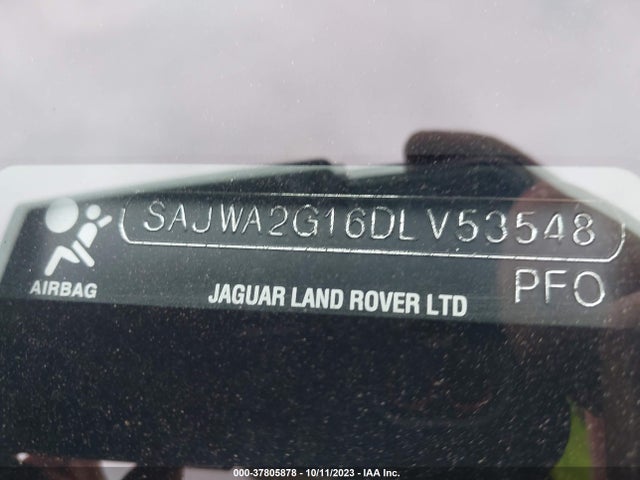 SAJWA2G16DLV53548
AIRBAG
JAGUAR LAND ROVER LTD
PFO
000-37805878 - 10/11/2023 - IAA Inc.